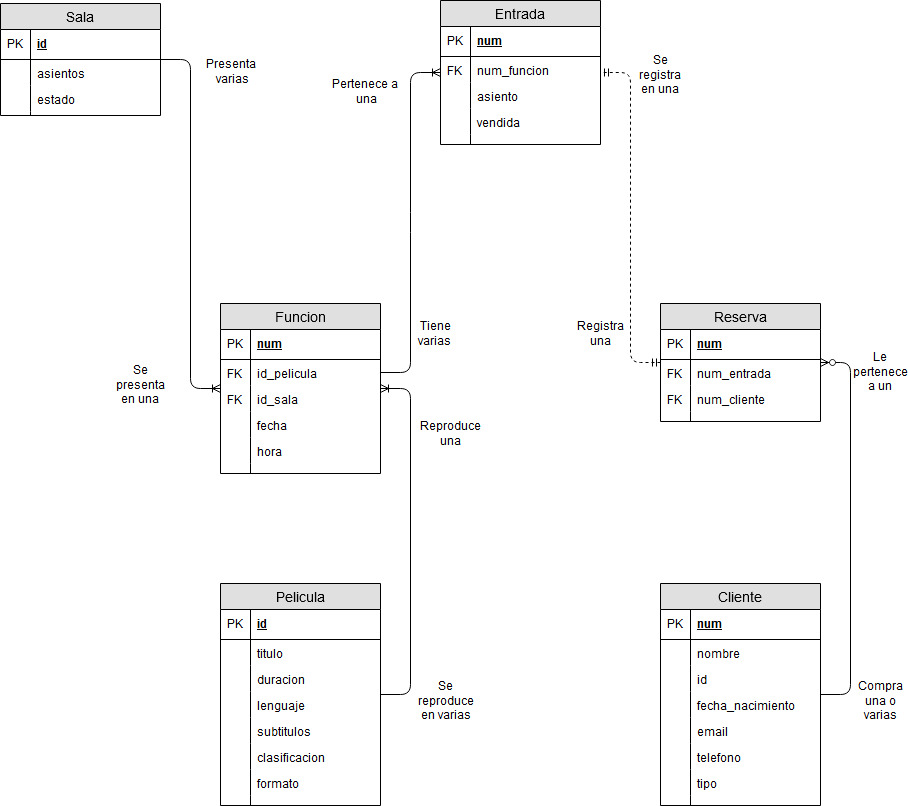 Sala
PK id
asientos
estado
Presenta
varias
Entrada
PK num
FK num_funcion
asiento
vendida
Pertenece a
una
Se
registra
en una
Funcion
PK num
FK id_pelicula
FK id_sala
fecha
hora
Se
presenta
en una
Tiene
varias
Reproduce
una
Registra
una
Reserva
PK num
FK num_entrada
FK num_cliente
Le
pertenece
a un
Pelicula
PK id
titulo
duracion
lenguaje
subtitulos
clasificacion
formato
Se
reproduce
en varias
Cliente
PK num
nombre
id
fecha_nacimiento
email
telefono
tipo
Compra
una o
varias